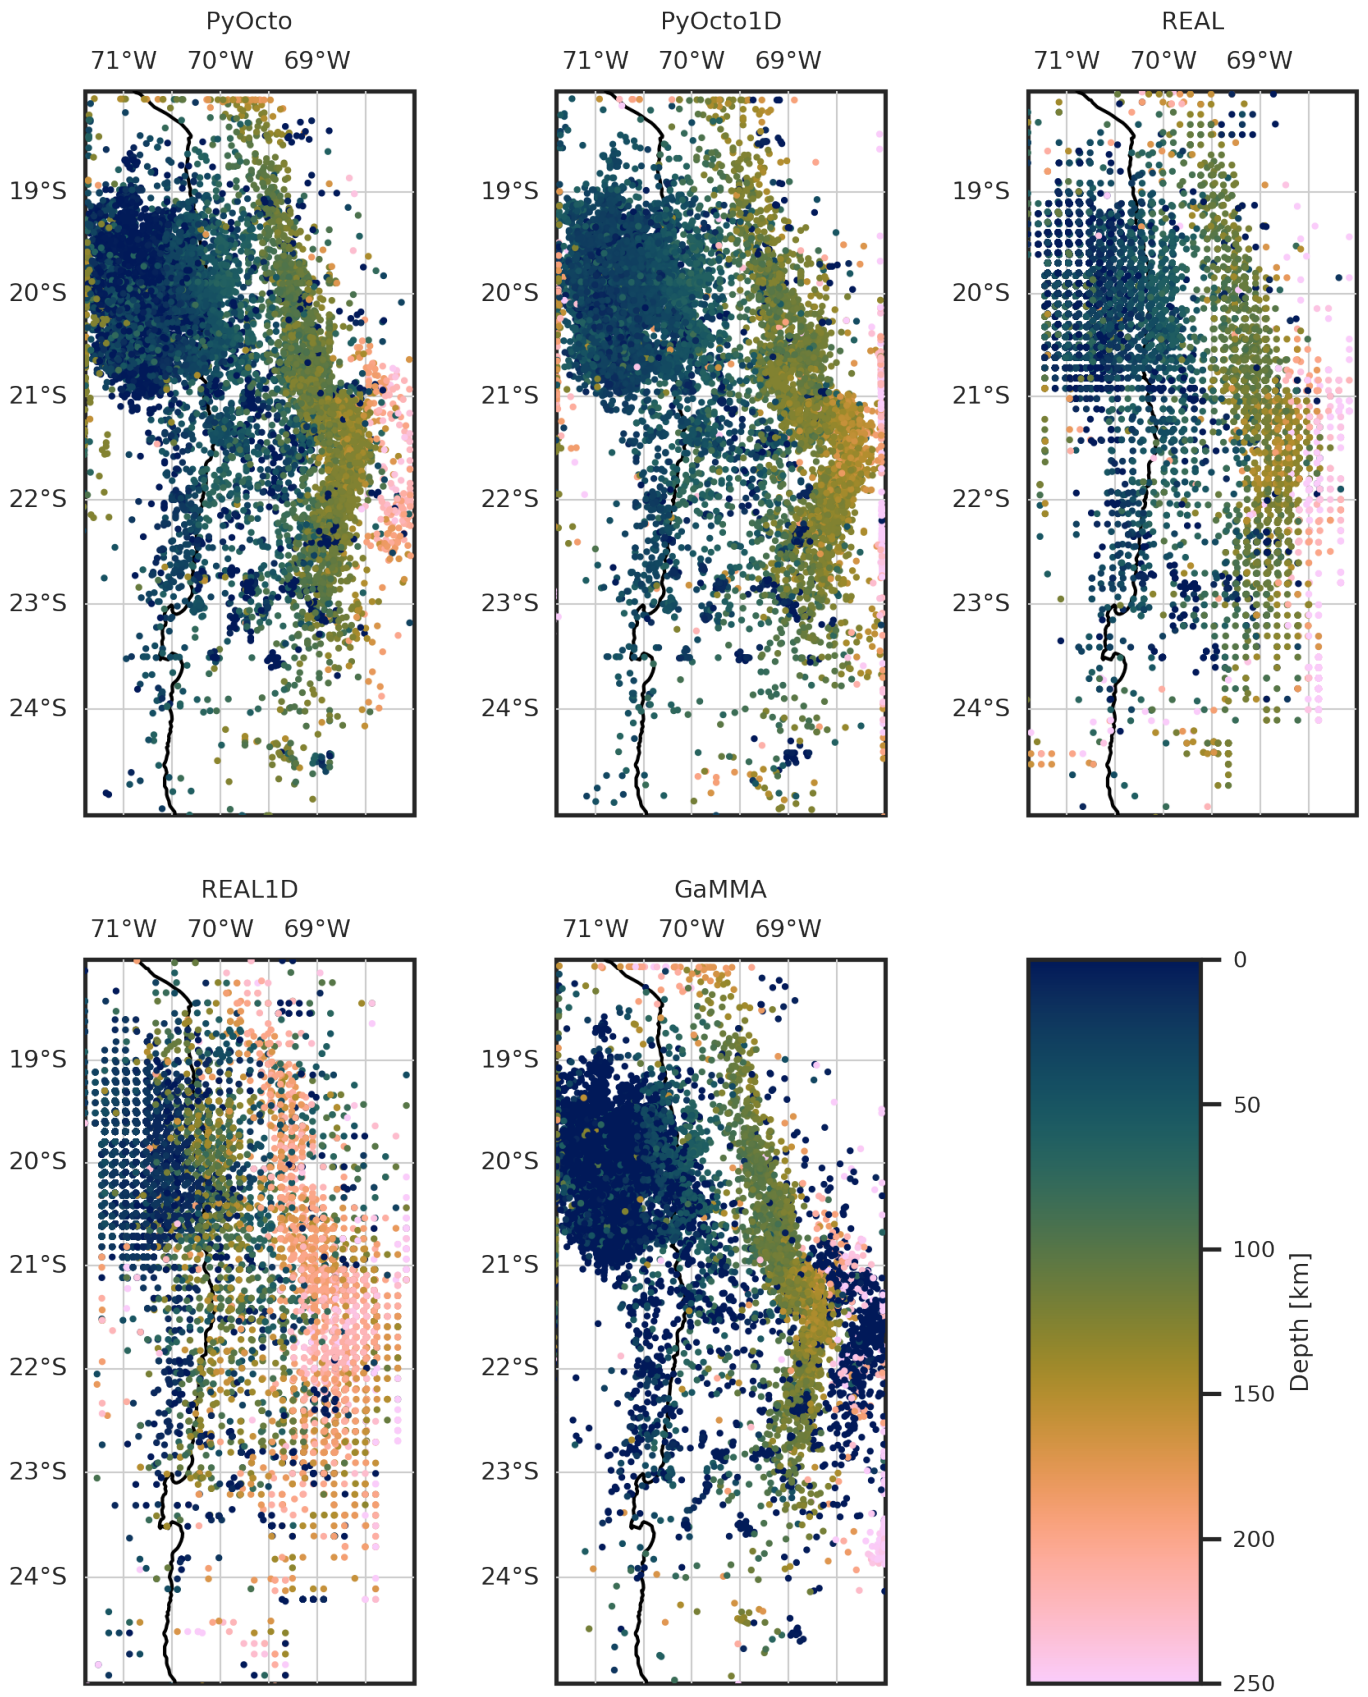 PyOcto PyOcto1D REAL
71°W 70°W 69°W 71°W 70°W 69°W 71°W 70°W 69°W
19°S 19°S 19°S
20°S 20°S 20°S
21°S 21°S 21°S
22°S 22°S 22°S
23°S 23°S 23°S
24°S 24°S 24°S
REAL1D GaMMA
71°W 70°W 69°W 71°W 70°W 69°W
19°S 19°S
20°S 20°S
21°S 21°S
22°S 22°S
23°S 23°S
24°S 24°S
0
50
100
150
200
250
Depth [km]